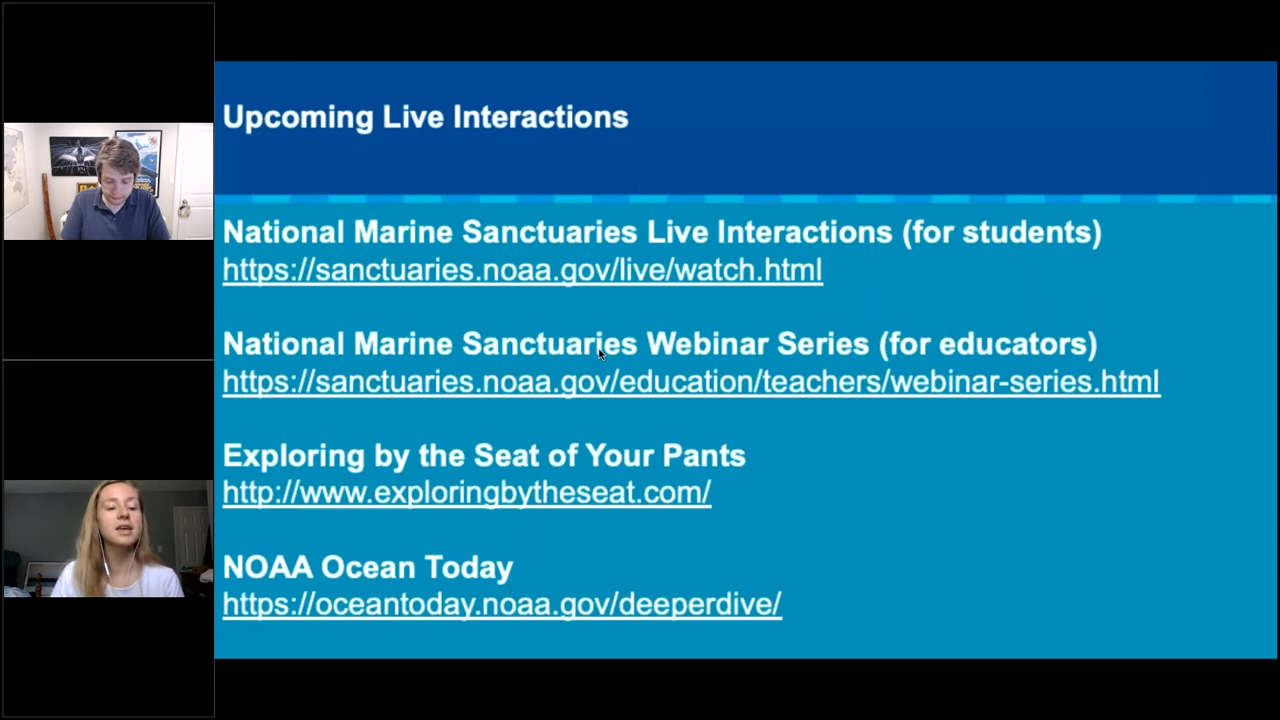 Upcoming Live Interactions
National Marine Sanctuaries Live Interactions (for students)
https://sanctuaries.noaa.gov/live/watch.html
National Marine Sanctuaries Webinar Series (for educators)
https://sanctuaries.noaa.gov/education/teachers/webinar-series.html
Exploring by the Seat of Your Pants
http://www.exploringbytheseat.com/
NOAA Ocean Today
https://oceantoday.noaa.gov/deeperdive/